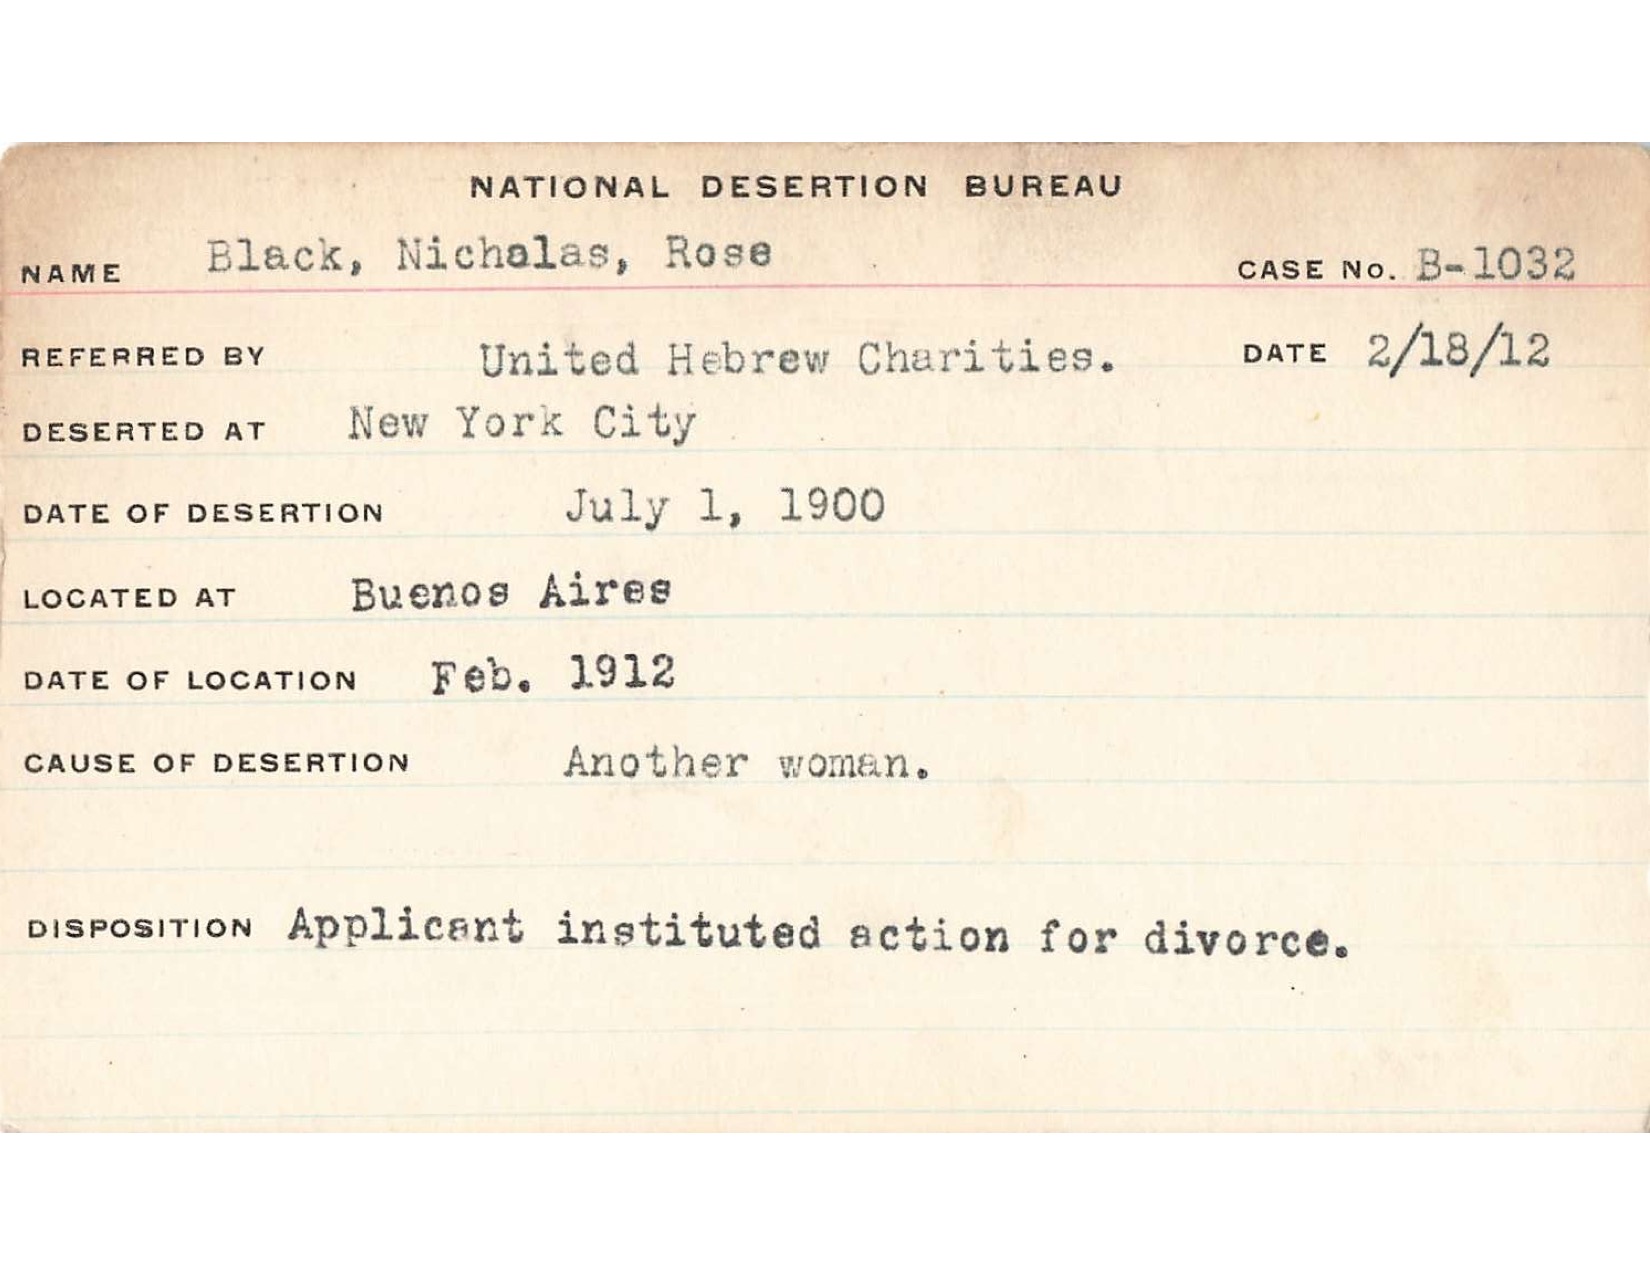 NATIONAL DESERTION BUREAU
NAME Black, Nicholas, Rose CASE No. B-1032
REFERRED BY United Hebrew Charities. DATE 2/18/12
DESERTED AT New York City
DATE OF DESERTION July 1, 1900
LOCATED AT Buenos Aires
DATE OF LOCATION Feb. 1912
CAUSE OF DESERTION Another woman.
DISPOSITION Applicant instituted action for divorce.